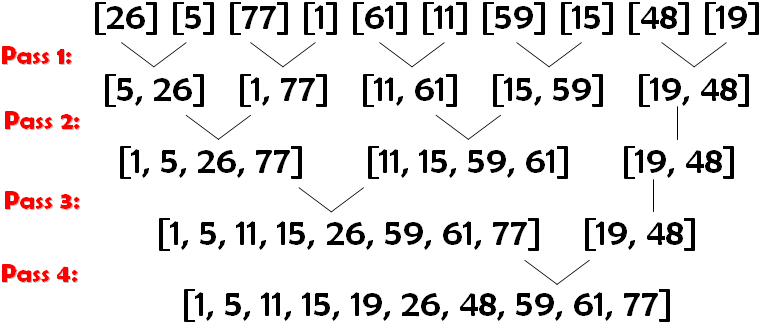 [26] [5] [77] [1] [61] [11] [59] [15] [48] [19]
Pass 1:
[5, 26] [1, 77] [11, 61] [15, 59] [19, 48]
Pass 2:
[1, 5, 26, 77] [11, 15, 59, 61] [19, 48]
Pass 3:
[1, 5, 11, 15, 26, 59, 61, 77] [19, 48]
Pass 4:
[1, 5, 11, 15, 19, 26, 48, 59, 61, 77]